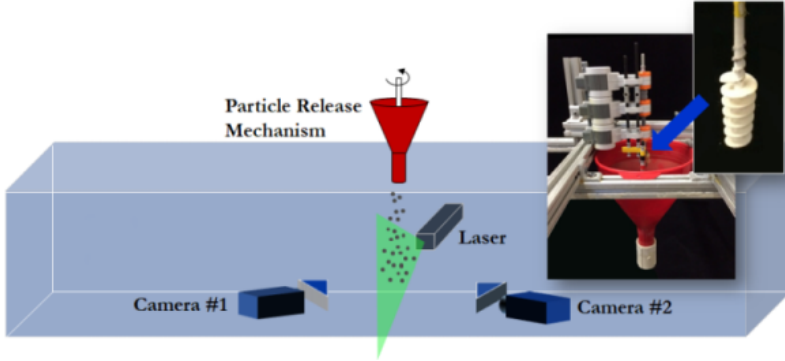 Particle Release
Mechanism
Laser
Camera #1
Camera #2